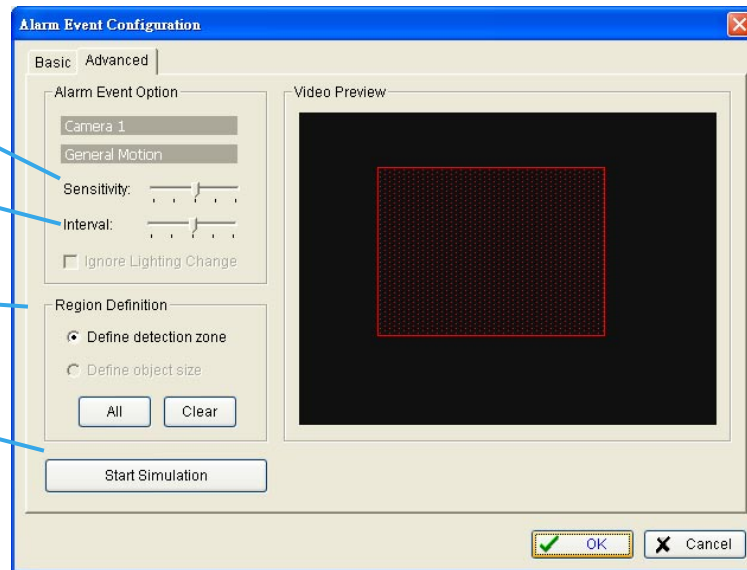 Alarm Event Configuration
Basic
Advanced
Alarm Event Option
Camera 1
General Motion
Sensitivity:
Interval:
Ignore Lighting Change
Region Definition
Define detection zone
Define object size
All
Clear
Start Simulation
Video Preview
OK
Cancel